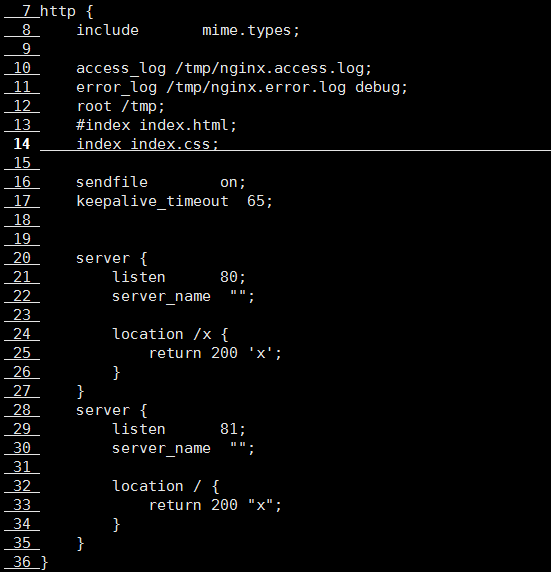 7 http {
8     include       mime.types;
9
10     access_log /tmp/nginx.access.log;
11     error_log /tmp/nginx.error.log debug;
12     root /tmp;
13     #index index.html;
14     index index.css;
15
16     sendfile        on;
17     keepalive_timeout  65;
18
19
20     server {
21         listen      80;
22         server_name  "";
23
24         location /x {
25             return 200 'x';
26         }
27     }
28     server {
29         listen      81;
30         server_name  "";
31
32         location / {
33             return 200 "x";
34         }
35     }
36 }